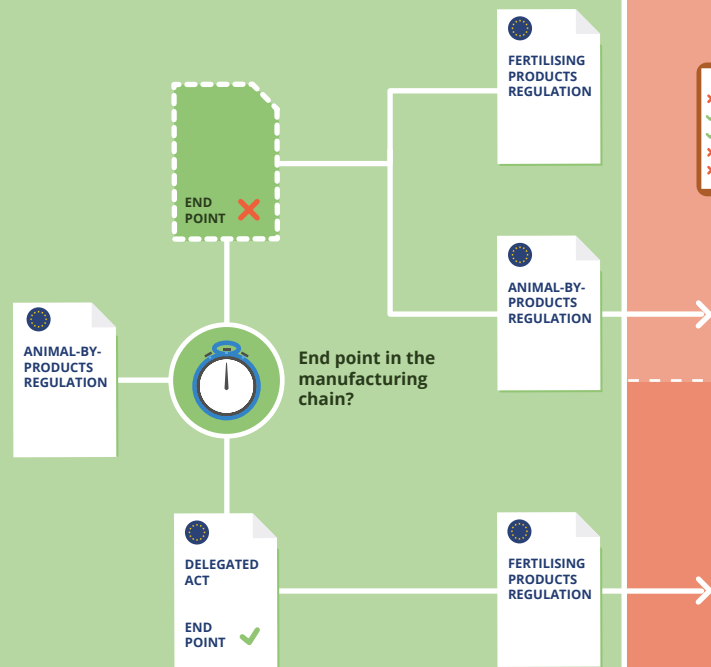 FERTILISING
PRODUCTS
REGULATION
END
POINT
ANIMAL-BY-
PRODUCTS
REGULATION
ANIMAL-BY-
PRODUCTS
REGULATION
End point in the
manufacturing
chain?
DELEGATED
ACT
END
POINT
FERTILISING
PRODUCTS
REGULATION